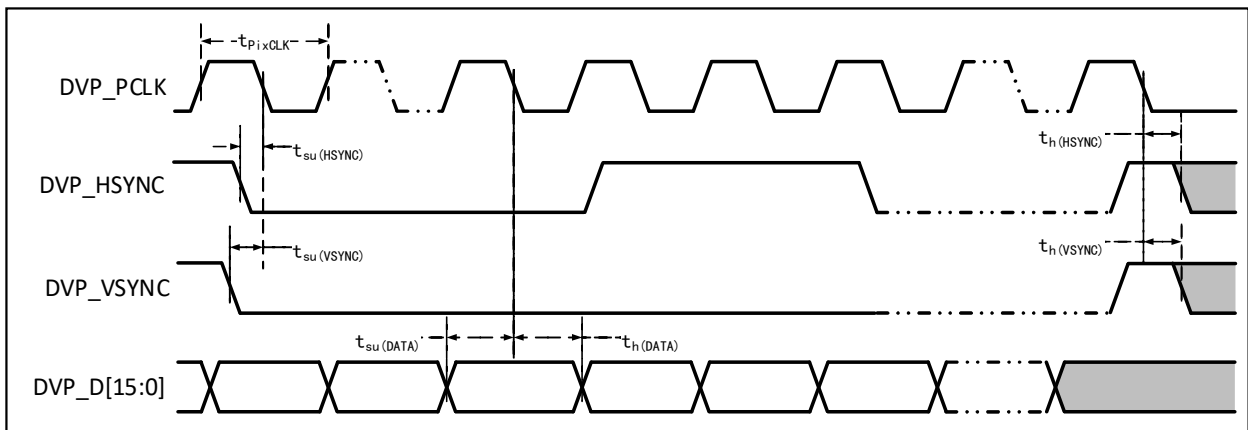 tPixCLK
DVP_PCLK
tsu(HSYNC)
th(HSYNC)
DVP_HSYNC
tsu(VSYNC)
th(VSYNC)
DVP_VSYNC
tsu(DATA)
th(DATA)
DVP_D[15:0]